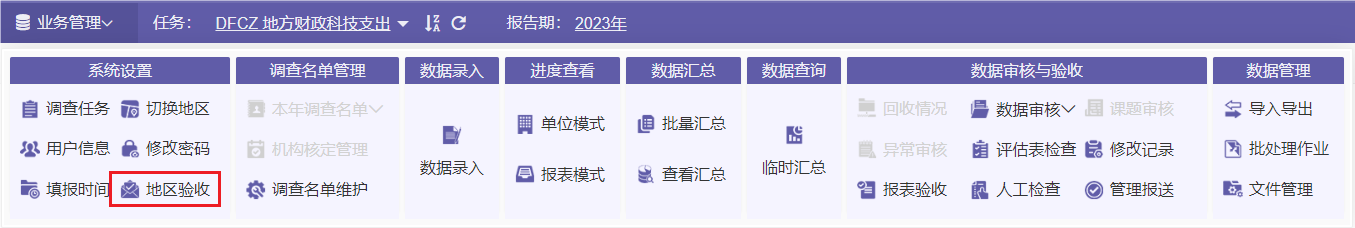 业务管理 任务: DFCZ 地方财政科技支出 报告期: 2023年
系统设置 调查名单管理 数据录入 进度查看 数据汇总 数据查询 数据审核与验收 数据管理
调查任务 切换地区 本年调查名单 回收情况 数据审核 课题审核 导入导出
单位模式 批量汇总
用户信息 修改密码 机构核定管理 异常审核 评估表检查 修改记录 批处理作业
数据录入 临时汇总
报表模式 查看汇总
填报时间 地区验收 调查名单维护 报表验收 人工检查 管理报送 文件管理